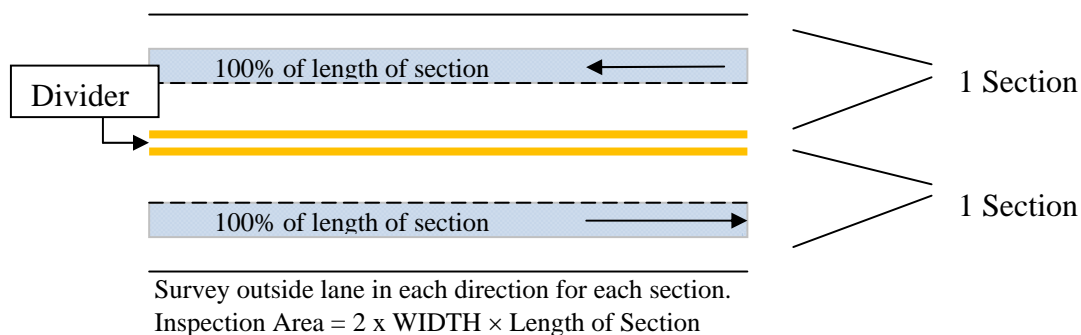 100% of length of section
Divider
1 Section
100% of length of section
1 Section
Survey outside lane in each direction for each section.
Inspection Area = 2 x WIDTH × Length of Section